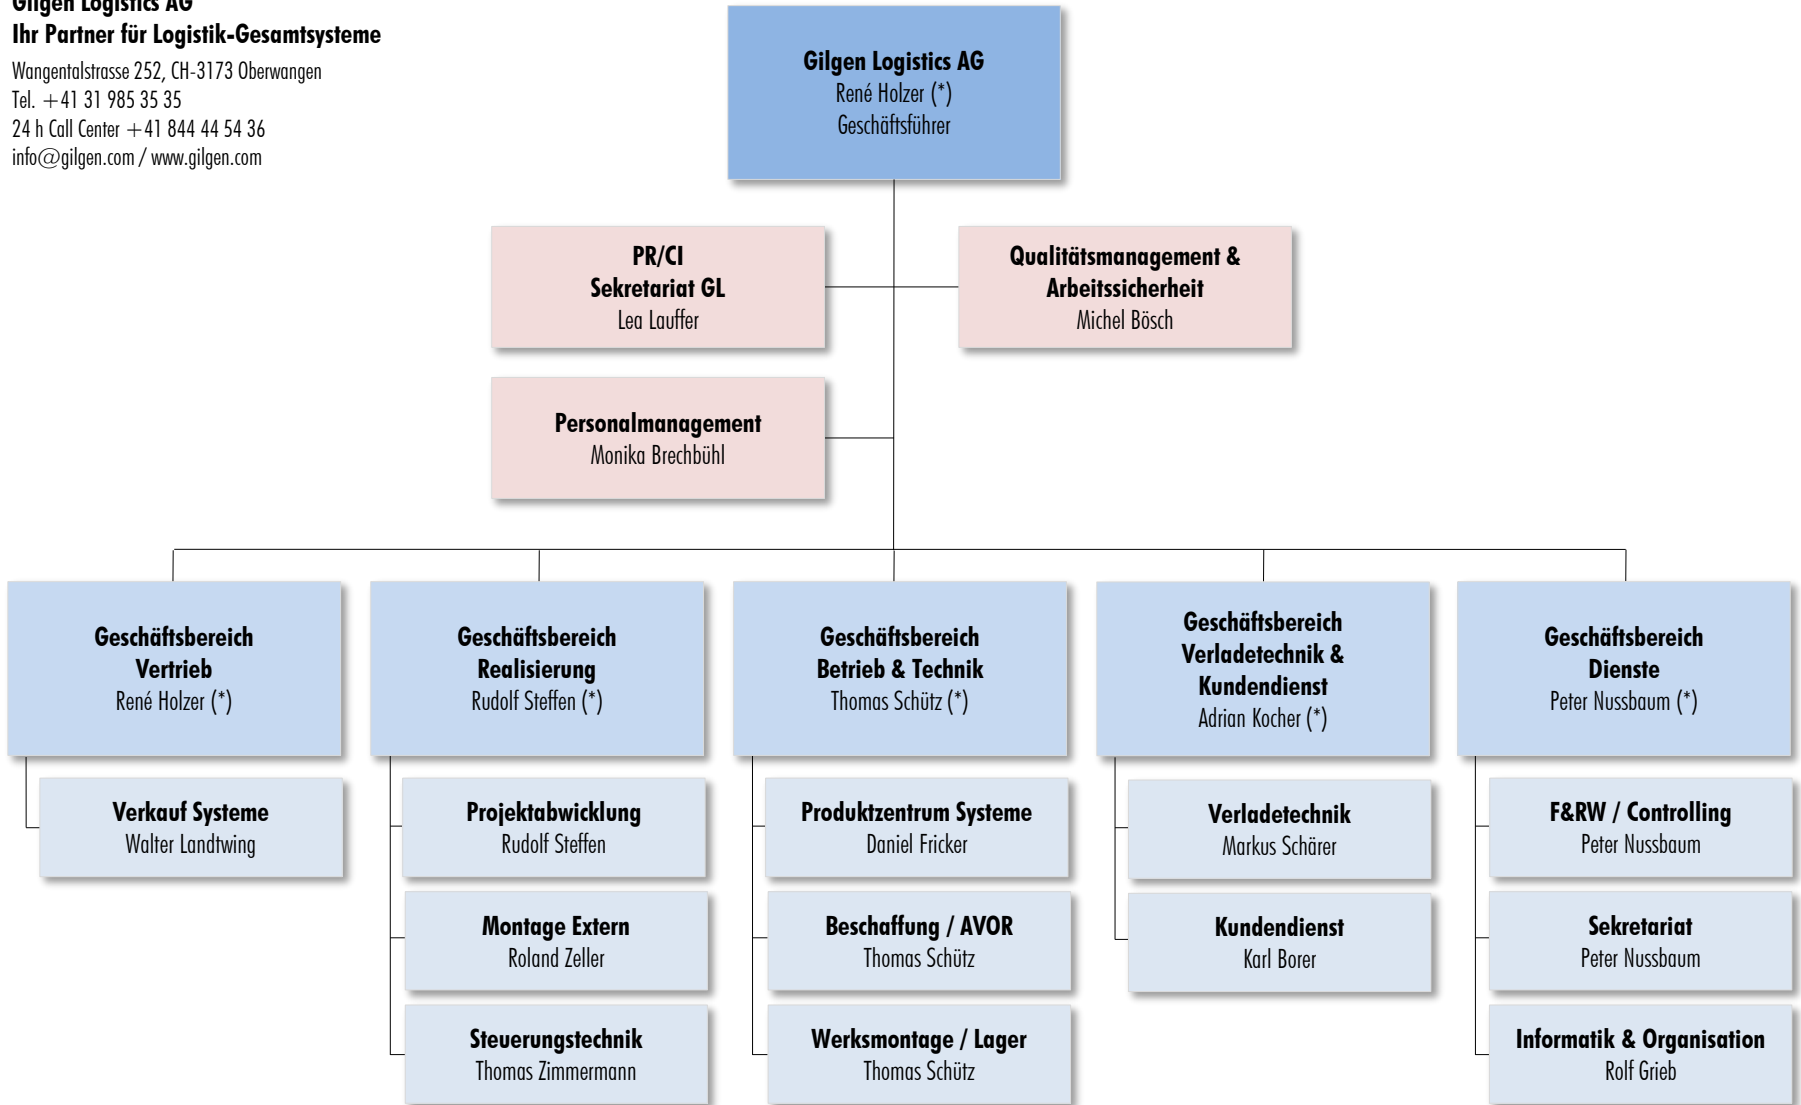 Gilgen Logistics AG
Ihr Partner für Logistik-Gesamtsysteme
Wangentalstrasse 252, CH-3173 Oberwangen
Tel. +41 31 985 35 35
24 h Call Center +41 844 44 54 36
info@gilgen.com / www.gilgen.com
Gilgen Logistics AG
René Holzer (*)
Geschäftsführer
PR/CI
Sekretariat GL
Lea Lauffer
Qualitätsmanagement &
Arbeitssicherheit
Michel Bösch
Personalmanagement
Monika Brechbühl
Geschäftsbereich
Vertrieb
René Holzer (*)
Geschäftsbereich
Realisierung
Rudolf Steffen (*)
Geschäftsbereich
Betrieb & Technik
Thomas Schütz (*)
Geschäftsbereich
Verladetechnik &
Kundendienst
Adrian Kocher (*)
Geschäftsbereich
Dienste
Peter Nussbaum (*)
Verkauf Systeme
Walter Landtwing
Projektabwicklung
Rudolf Steffen
Produktzentrum Systeme
Daniel Fricker
Verladetechnik
Markus Schärer
F&RW / Controlling
Peter Nussbaum
Montage Extern
Roland Zeller
Beschaffung / AVOR
Thomas Schütz
Kundendienst
Karl Borer
Sekretariat
Peter Nussbaum
Steuerungstechnik
Thomas Zimmermann
Werksmontage / Lager
Thomas Schütz
Informatik & Organisation
Rolf Grieb